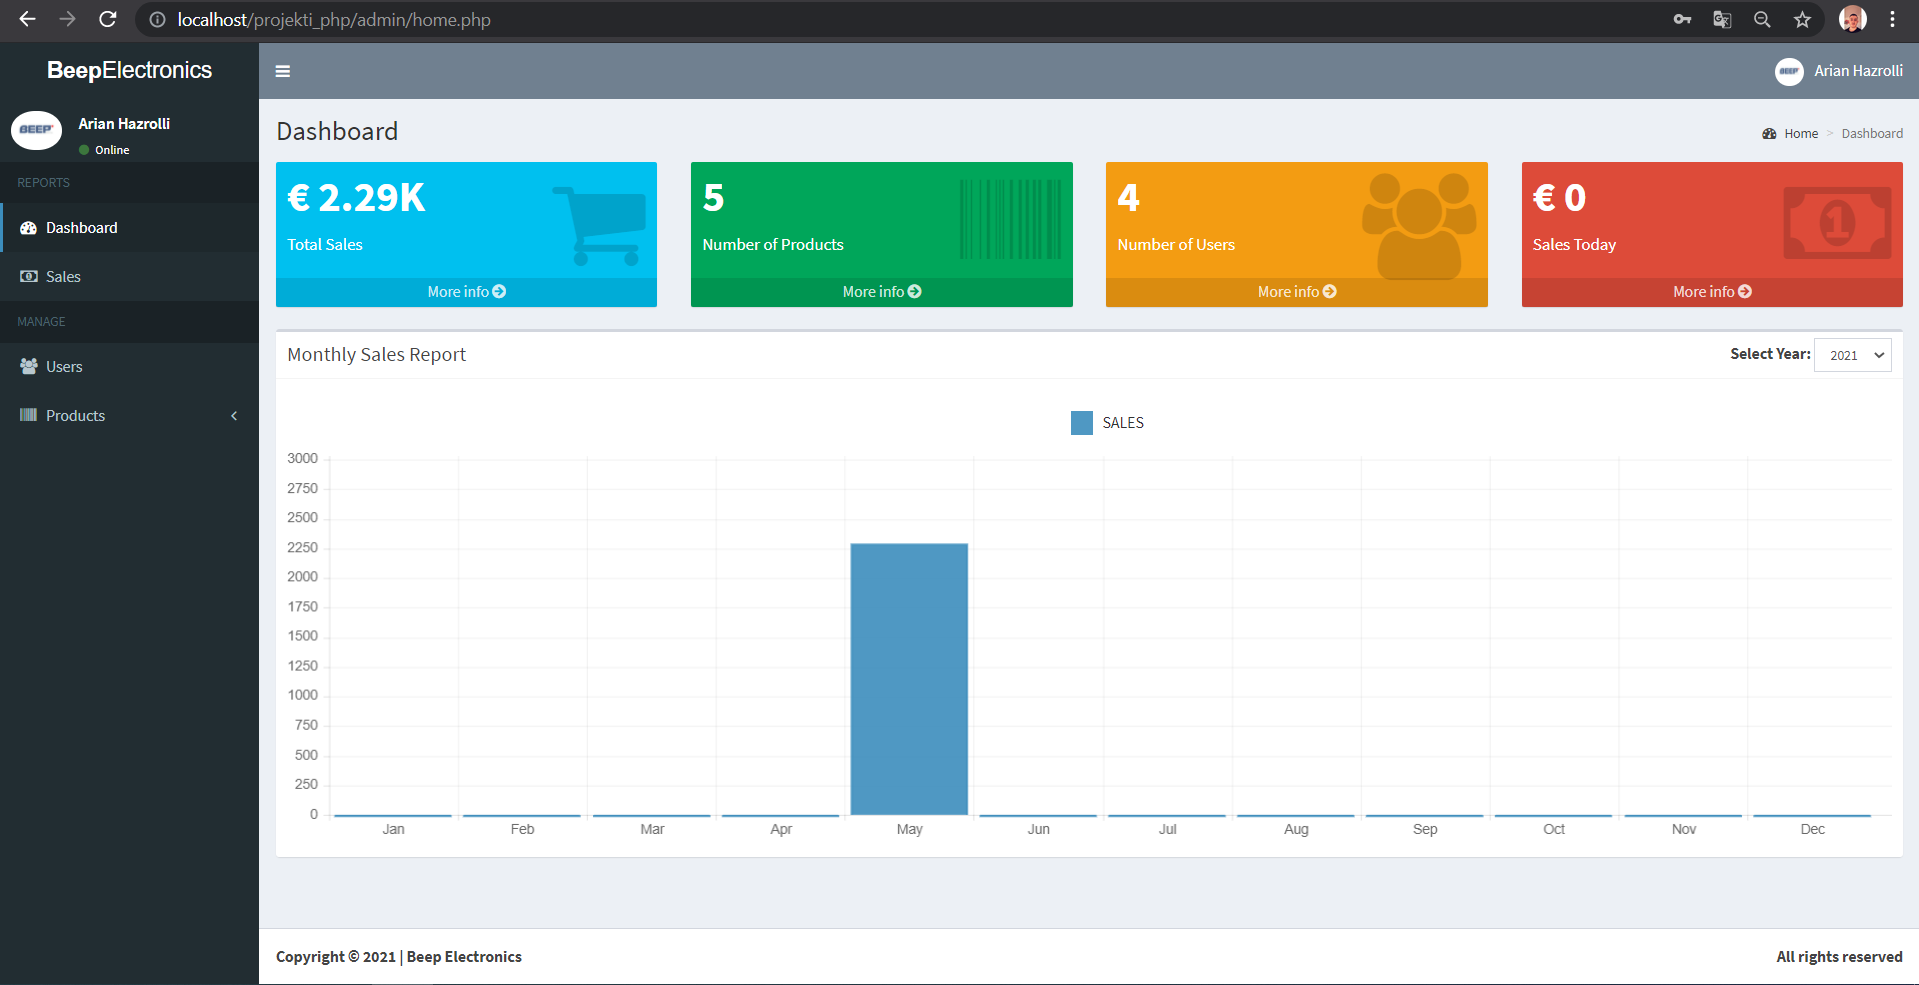 localhost/projekti_php/admin/home.php
BeepElectronics
Arian Hazrolli
BEEP
Arian Hazrolli
Online
REPORTS
Dashboard
Sales
MANAGE
Users
Products
Dashboard
Home > Dashboard
€ 2.29K
Total Sales
More info
5
Number of Products
More info
4
Number of Users
More info
€ 0
Sales Today
1
More info
Monthly Sales Report
Select Year: 2021
SALES
3000
2750
2500
2250
2000
1750
1500
1250
1000
750
500
250
0
Jan Feb Mar Apr May Jun Jul Aug Sep Oct Nov Dec
Copyright © 2021 | Beep Electronics
All rights reserved